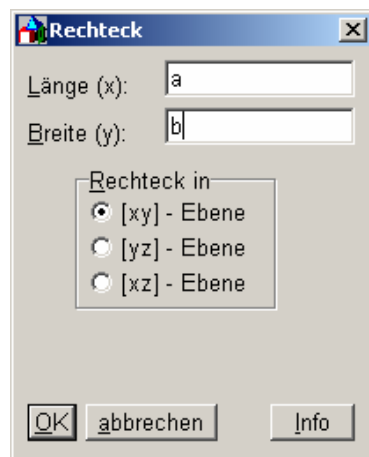 Rechteck
Länge (x): a
Breite (y): b
Rechteck in
[xy] - Ebene
[yz] - Ebene
[xz] - Ebene
OK abbrechen Info